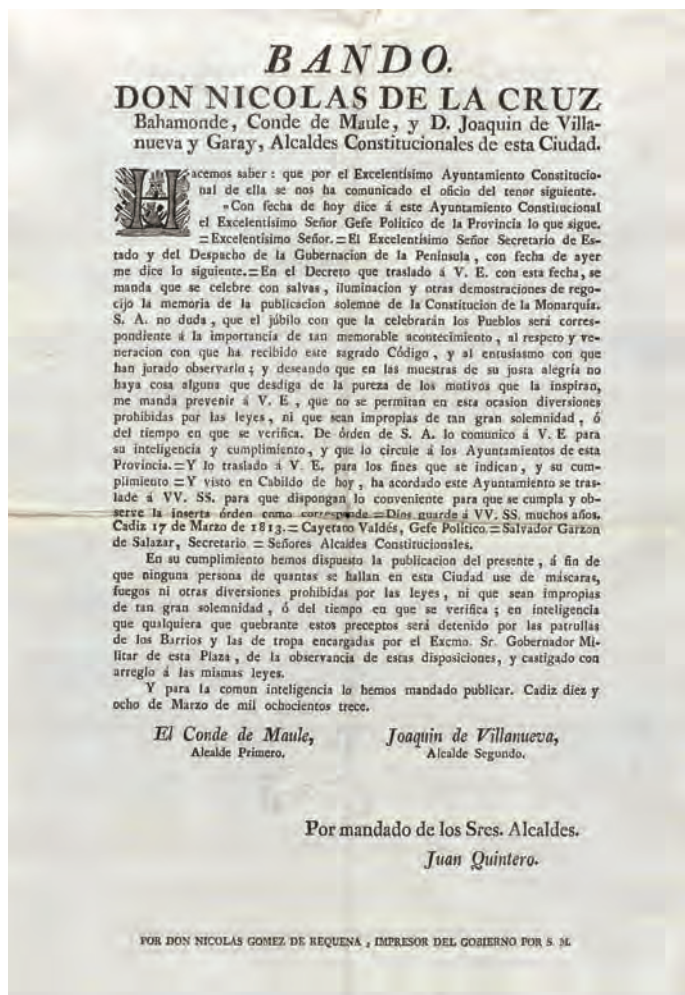 BANDO.
DON NICOLAS DE LA CRUZ
Bahamonde, Conde de Maule, y D. Joaquin de Villa-
nueva y Garay, Alcaldes Constitucionales de esta Ciudad.
Hacemos saber: que por el Excelentísimo Ayuntamiento Constitucio-
nal de ella se nos ha comunicado el oficio del tenor siguiente.
"Con fecha de hoy dice á este Ayuntamiento Constitucional
el Excelentisimo Señor Gefe Politico de la Provincia lo que sigue.
=Excelentisimo Señor.=El Excelentísimo Señor Secretario de Es-
tado y del Despacho de la Gubernacion de la Peninsula, con fecha de ayer
me dice lo siguiente.=En el Decreto que traslado á V. E. con esta fecha, se
manda que se celebre con salvas, iluminacion y otras demostraciones de rego-
cijo la memoria de la publicacion solemne de la Constitucion de la Monarquía.
S. A. no duda, que el júbilo con que la celebrarán los Pueblos será corres-
pondiente á la importancia de tan memorable acontecimiento, al respeto y ve-
neracion con que ha recibido este sagrado Código, y al entusiasmo con que
han jurado observarlo; y deseando que en las muestras de su justa alegría no
haya cosa alguna que desdiga de la pureza de los motivos que la inspiran,
me manda prevenir á V. E, que no se permitan en esta ocasion diversiones
prohibidas por las leyes, ni que sean impropias de tan gran solemnidad, ó
del tiempo en que se verifica. De órden de S. A. lo comunico á V. E para
su inteligencia y cumplimiento, y que lo circule á los Ayuntamientos de esta
Provincia.=Y lo traslado á V. E. para los fines que se indican, y su cum-
plimiento =Y visto en Cabildo de hoy, ha acordado este Ayuntamiento se tras-
lade á VV. SS. para que dispongan lo conveniente para que se cumpla y ob-
serve la inserta órden como corresponde=Dios guarde á VV. SS. muchos años.
Cadiz 17 de Marzo de 1813.=Cayetano Valdés, Gefe Político.=Salvador Garzon
de Salazar, Secretario = Señores Alcaldes Constitucionales.
En su cumplimiento hemos dispuesto la publicacion del presente, á fin de
que ninguna persona de quantas se hallan en esta Ciudad use de máscaras,
fuegos ni otras diversiones prohibidas por las leyes, ni que sean impropias
de tan gran solemnidad, ó del tiempo en que se verifica; en inteligencia
que qualquiera que quebrante estos preceptos será detenido por las patrullas
de los Barrios y las de tropa encargadas por el Excmo. Sr. Gobernador Mi-
litar de esta Plaza, de la observancia de estas disposiciones, y castigado con
arreglo á las mismas leyes.
Y para la comun inteligencia lo hemos mandado publicar. Cadiz diez y
ocho de Marzo de mil ochocientos trece.
El Conde de Maule, Joaquin de Villanueva,
Alcalde Primero. Alcalde Segundo.
Por mandado de los Sres. Alcaldes.
Juan Quintero.
POR DON NICOLAS GOMEZ DE REQUENA, IMPRESOR DEL GOBIERNO POR S. M.